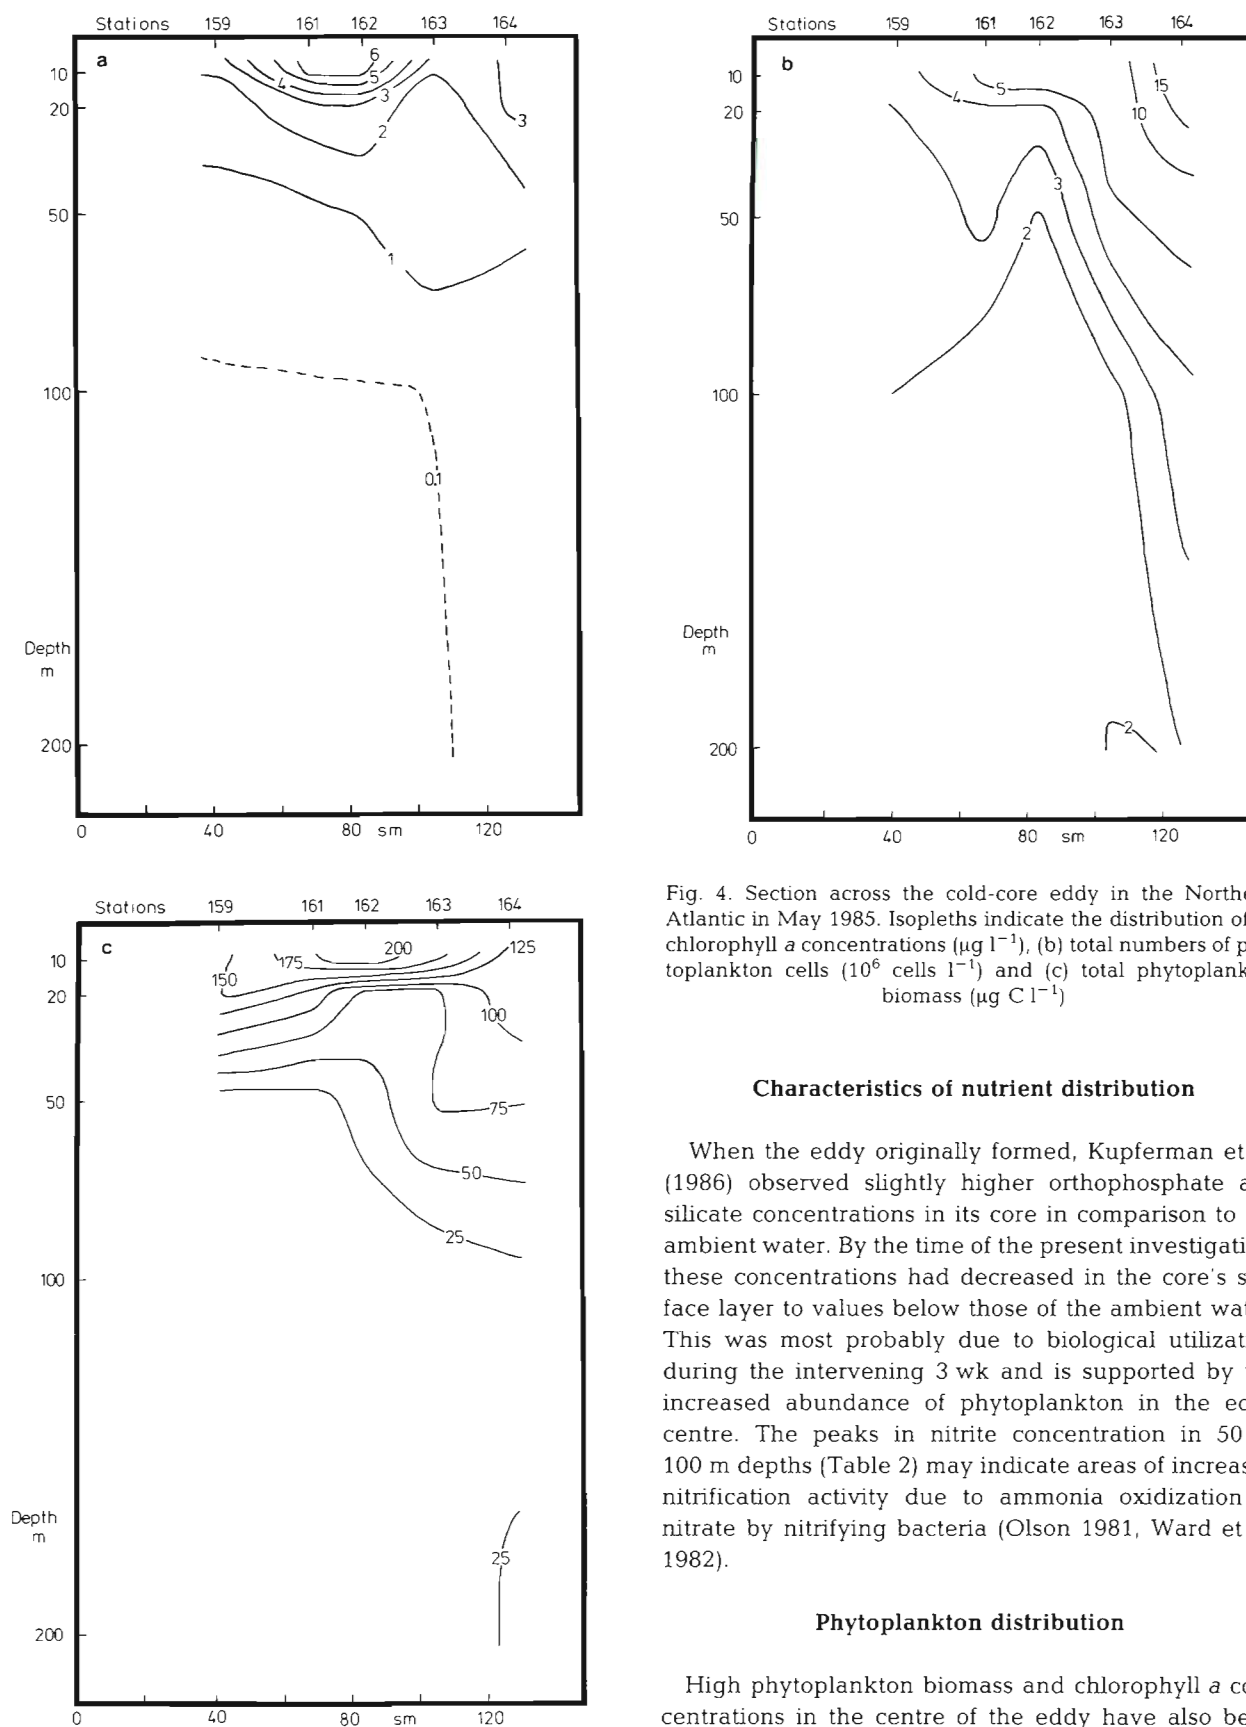 Stations 159 161 162 163 164
a
6
5
4
3
3
2
1
0.1
10
20
50
100
Depth
m
200
0 40 80 sm 120
Stations 159 161 162 163 164
b
15
10
5
4
3
2
2
10
20
50
100
Depth
m
200
0 40 80 sm 120
Stations 159 161 162 163 164
c
200
125
175
150
100
75
50
25
25
10
20
50
100
Depth
m
200
0 40 80 sm 120
Fig. 4. Section across the cold-core eddy in the Northe
Atlantic in May 1985. Isopleths indicate the distribution of
chlorophyll a concentrations (µg l⁻¹), (b) total numbers of p
toplankton cells (10⁶ cells l⁻¹) and (c) total phytoplank
biomass (µg C l⁻¹)
Characteristics of nutrient distribution
When the eddy originally formed, Kupferman et
(1986) observed slightly higher orthophosphate a
silicate concentrations in its core in comparison to
ambient water. By the time of the present investigati
these concentrations had decreased in the core's s
face layer to values below those of the ambient wat
This was most probably due to biological utilizat
during the intervening 3 wk and is supported by
increased abundance of phytoplankton in the ed
centre. The peaks in nitrite concentration in 50
100 m depths (Table 2) may indicate areas of increas
nitrification activity due to ammonia oxidization
nitrate by nitrifying bacteria (Olson 1981, Ward et
1982).
Phytoplankton distribution
High phytoplankton biomass and chlorophyll a co
centrations in the centre of the eddy have also be